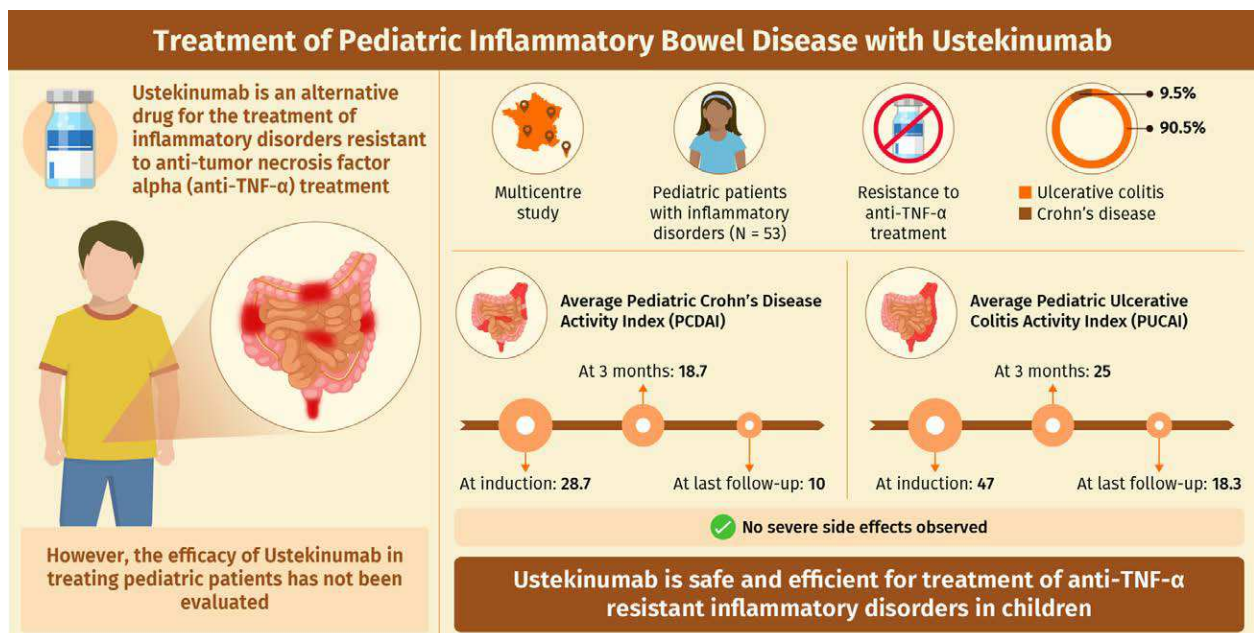 Treatment of Pediatric Inflammatory Bowel Disease with Ustekinumab
Ustekinumab is an alternative
drug for the treatment of
inflammatory disorders resistant
to anti-tumor necrosis factor
alpha (anti-TNF-α) treatment
However, the efficacy of Ustekinumab in
treating pediatric patients has not been
evaluated
Multicentre
study
Pediatric patients
with inflammatory
disorders (N = 53)
Resistance to
anti-TNF-α
treatment
9.5%
90.5%
Ulcerative colitis
Crohn's disease
Average Pediatric Crohn's Disease
Activity Index (PCDAI)
At 3 months: 18.7
At induction: 28.7
At last follow-up: 10
Average Pediatric Ulcerative
Colitis Activity Index (PUCAI)
At 3 months: 25
At induction: 47
At last follow-up: 18.3
No severe side effects observed
Ustekinumab is safe and efficient for treatment of anti-TNF-α
resistant inflammatory disorders in children